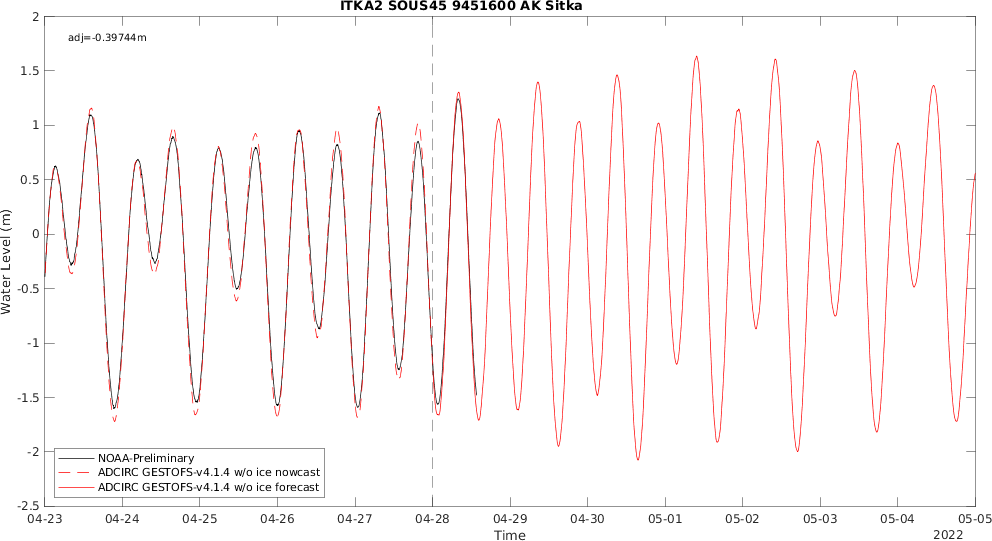 ITKA2 SOUS45 9451600 AK Sitka
adj=-0.39744m
2
1.5
1
0.5
0
-0.5
-1
-1.5
-2
-2.5
Water Level (m)
NOAA-Preliminary
ADCIRC GESTOFS-v4.1.4 w/o ice nowcast
ADCIRC GESTOFS-v4.1.4 w/o ice forecast
04-23 04-24 04-25 04-26 04-27 04-28 04-29 04-30 05-01 05-02 05-03 05-04 05-05
Time
2022